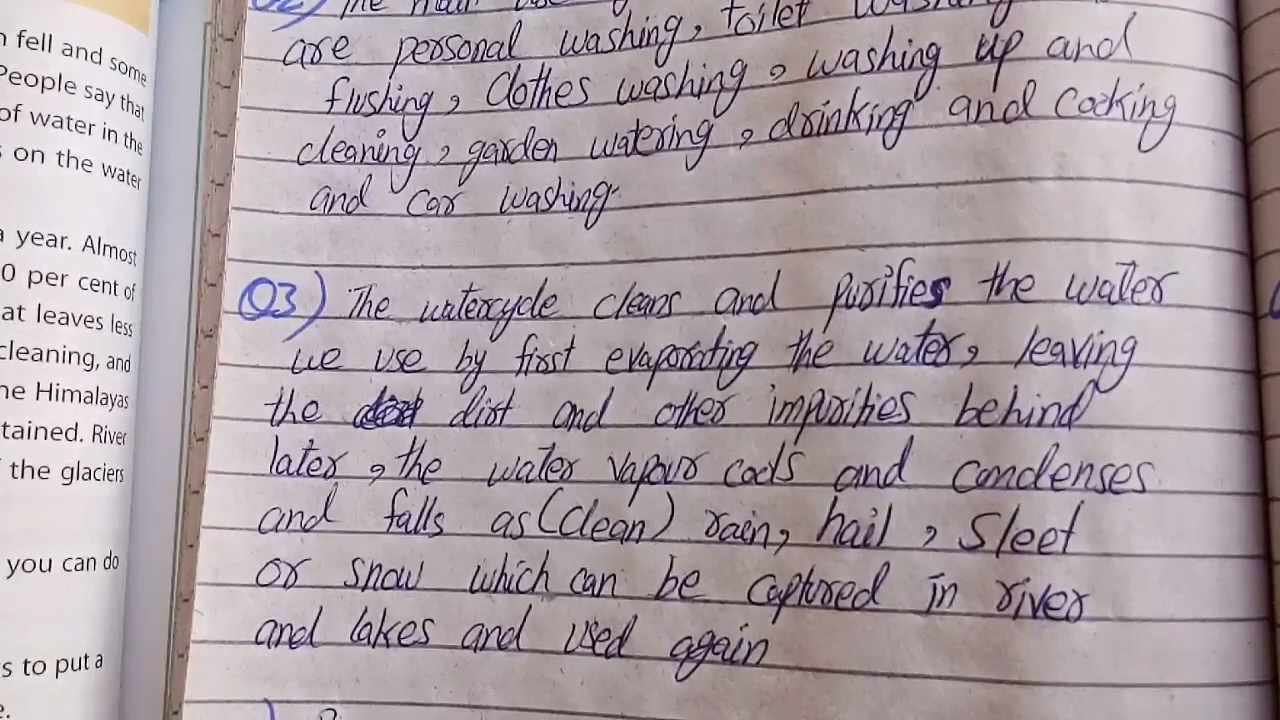 n fell and some
People say that
of water in the
on the water
a year. Almost
0 per cent of
at leaves less
cleaning, and
he Himalayas
tained. River
the glaciers
you can do
s to put a
e.
are personal washing, toilet
flushing, clothes washing, washing up and
cleaning, garden watering, drinking and cooking
and car washing.
Q3) The watercycle cleans and purifies the water
we use by first evaporating the water, leaving
the dirt and other impurities behind
later, the water vapour cools and condenses
and falls as (clean) rain, hail, Sleet
or snow which can be captured in river
and lakes and used again